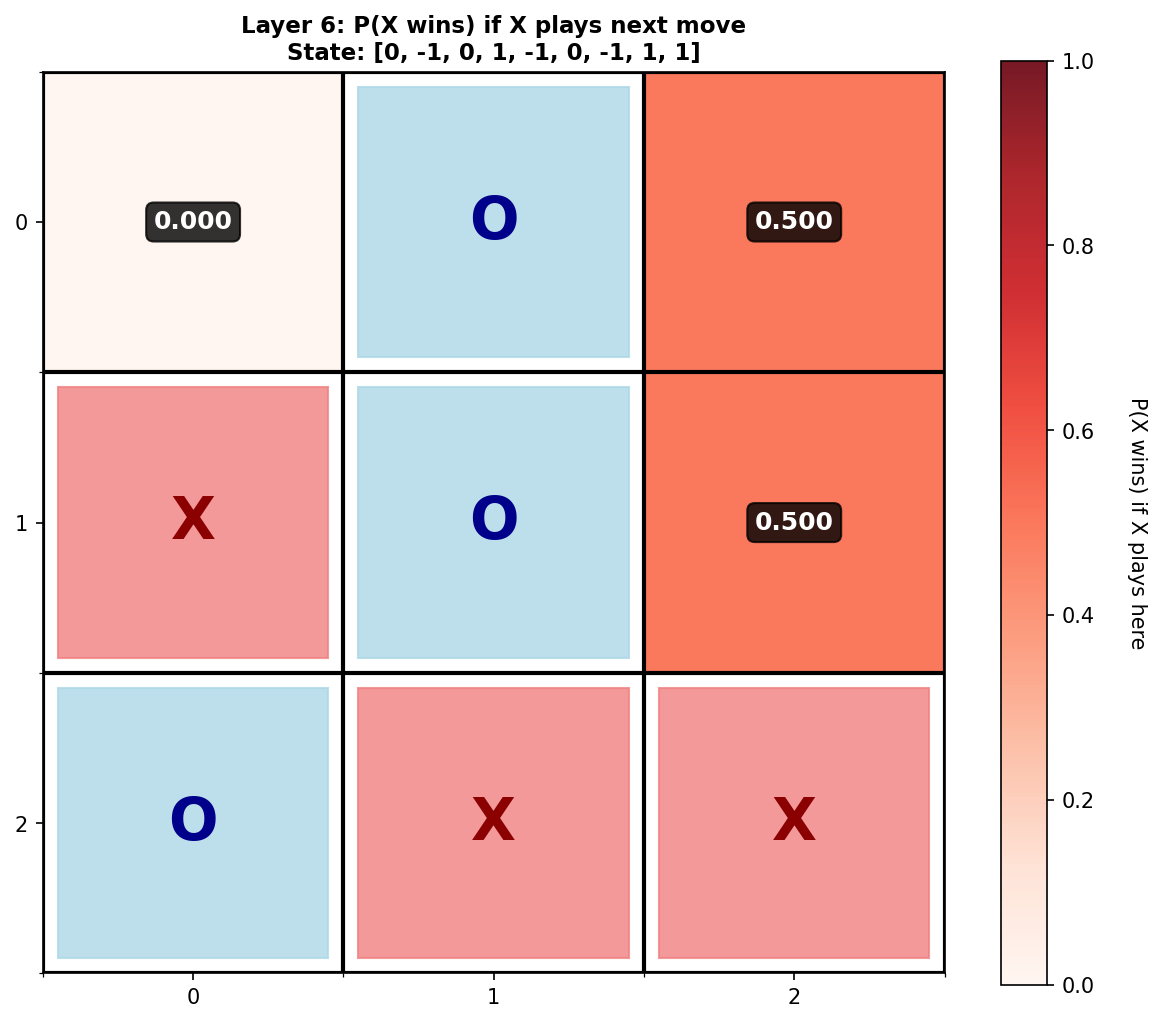 Layer 6: P(X wins) if X plays next move
State: [0, -1, 0, 1, -1, 0, -1, 1, 1]
0.000
O
0.500
0
X
O
0.500
1
O
X
X
2
0
1
2
1.0
0.8
0.6
0.4
0.2
0.0
P(X wins) if X plays here